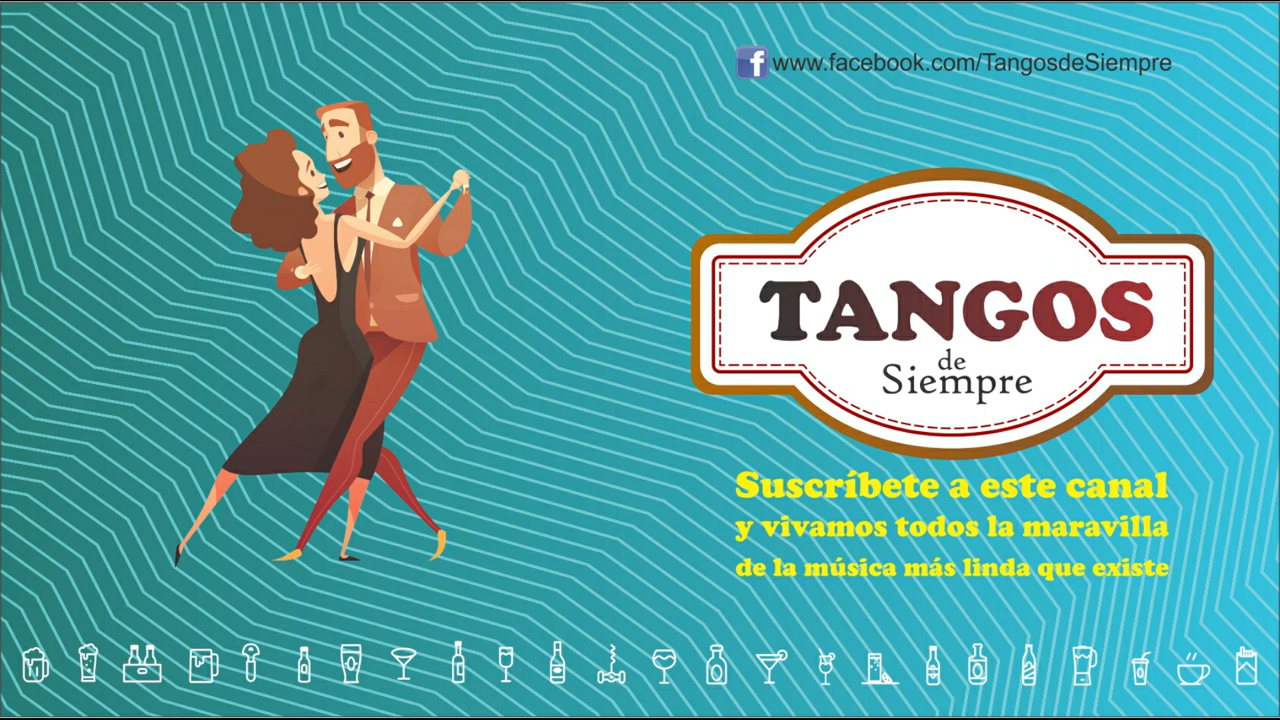 www.facebook.com/TangosdeSiempre
TANGOS
de
Siempre
Suscríbete a este canal
y vivamos todos la maravilla
de la música más linda que existe